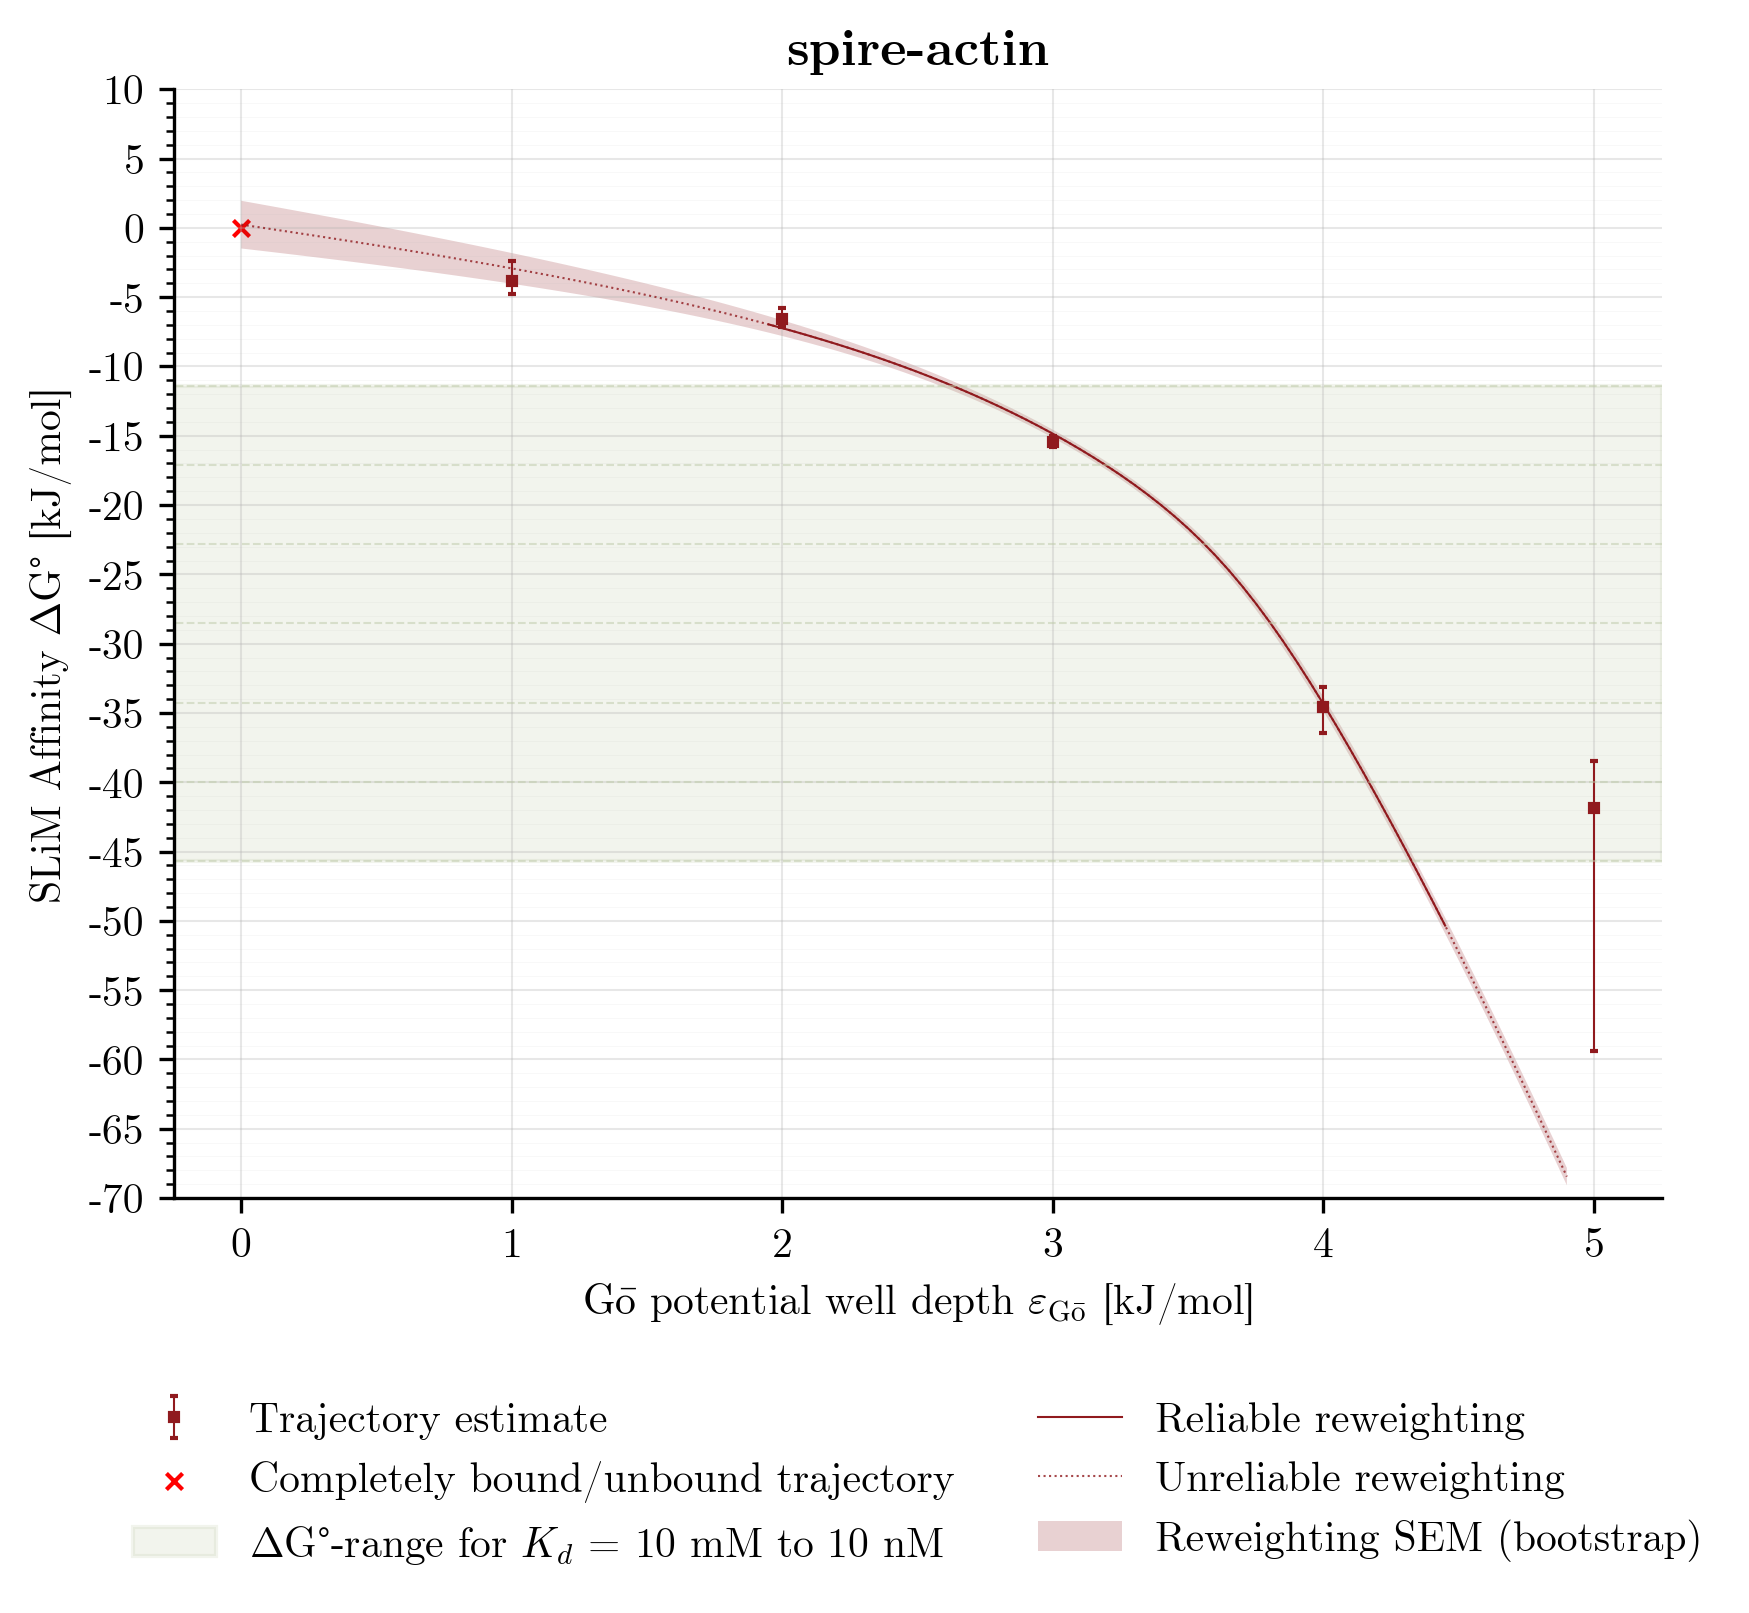 spire-actin
10
5
0
-5
-10
-15
-20
-25
-30
-35
-40
-45
-50
-55
-60
-65
-70
SLiM Affinity ΔG° [kJ/mol]
0 1 2 3 4 5
Gō potential well depth εGō [kJ/mol]
Trajectory estimate
Completely bound/unbound trajectory
ΔG°-range for Kd = 10 mM to 10 nM
Reliable reweighting
Unreliable reweighting
Reweighting SEM (bootstrap)